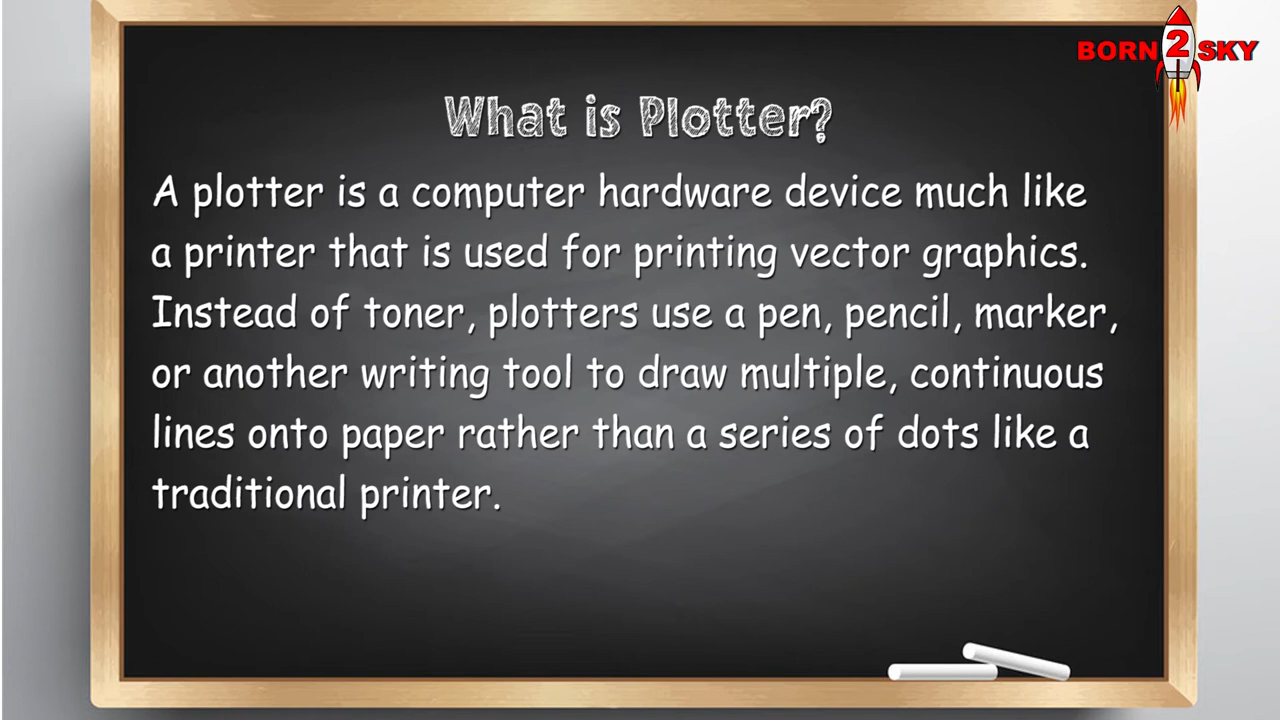 BORN 2 SKY
What is Plotter?
A plotter is a computer hardware device much like
a printer that is used for printing vector graphics.
Instead of toner, plotters use a pen, pencil, marker,
or another writing tool to draw multiple, continuous
lines onto paper rather than a series of dots like a
traditional printer.